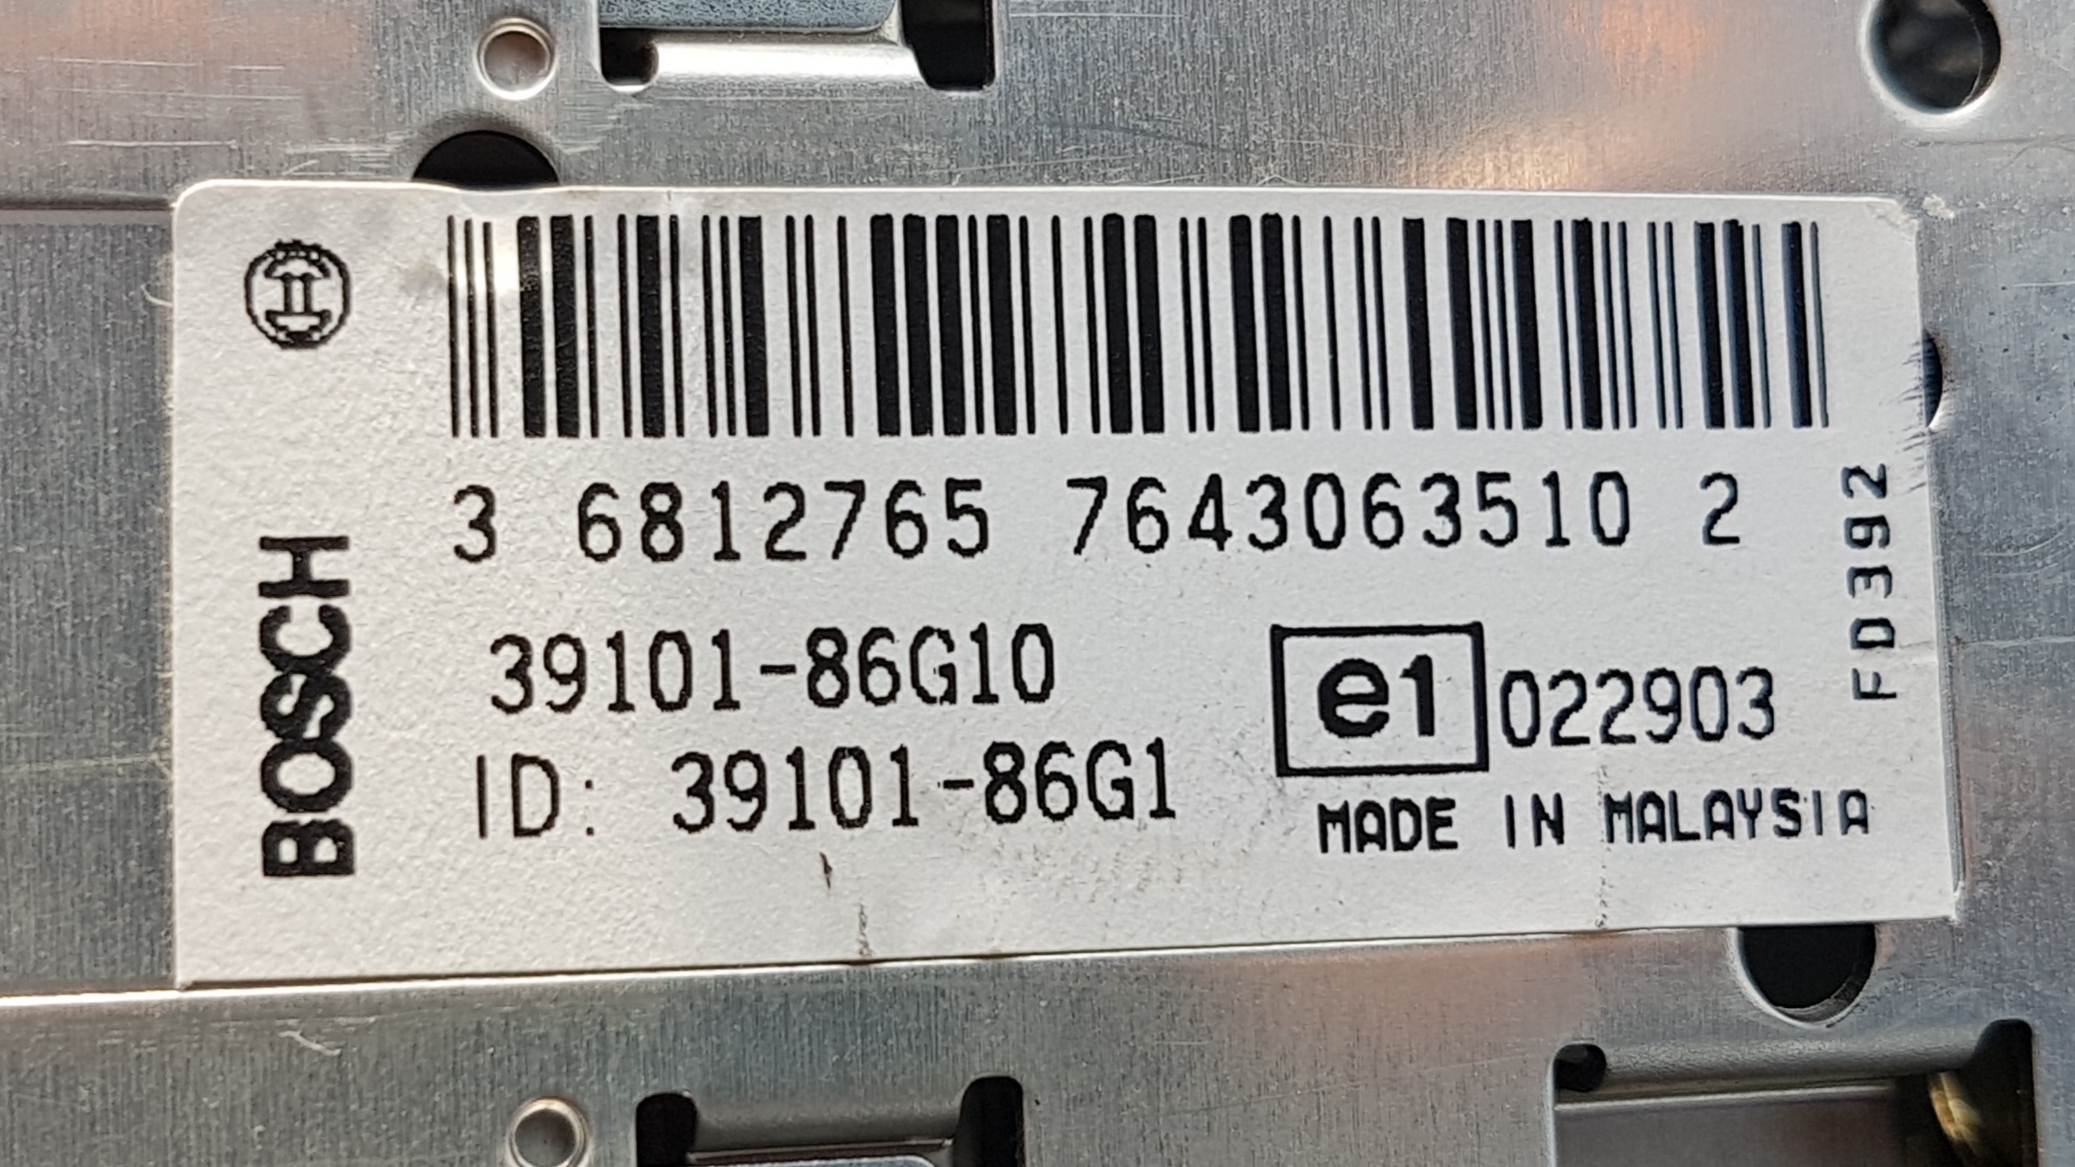 BOSCH
3 6812765 7643063510 2
FD392
39101-86G10
e1 022903
ID: 39101-86G1
MADE IN MALAYSIA